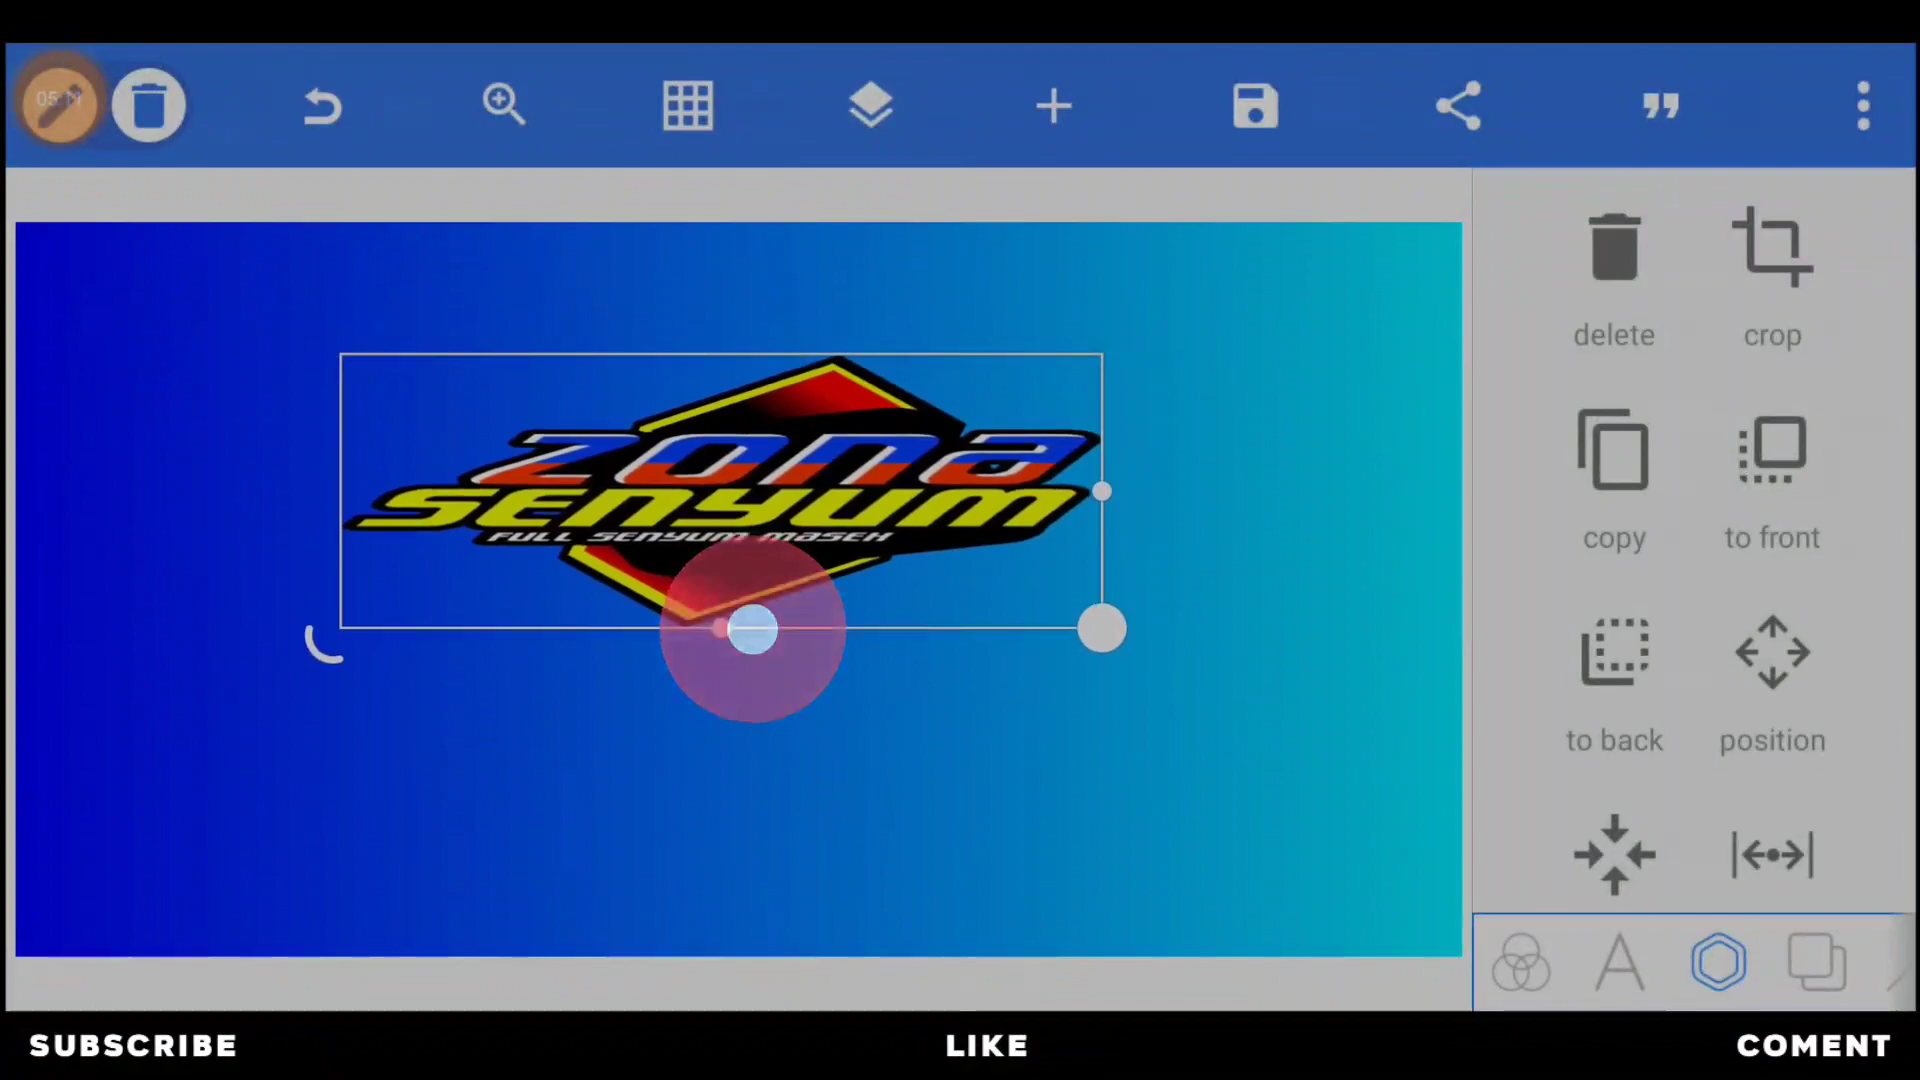 delete
crop
copy
to front
to back
position
zona
SENYUM
FULL SENYUM MASEH
SUBSCRIBE
LIKE
COMENT